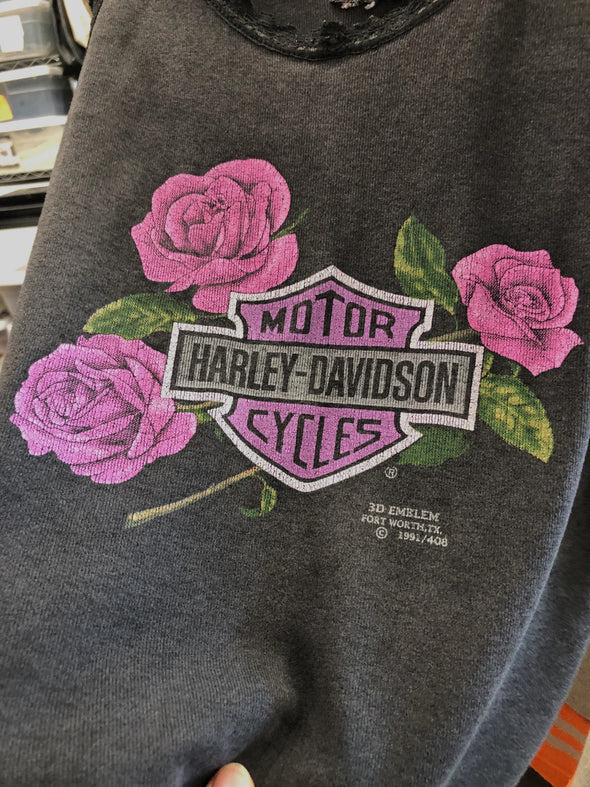 MOTOR
HARLEY-DAVIDSON
CYCLES
®
3D EMBLEM
FORT WORTH,TX.
© 1991/408